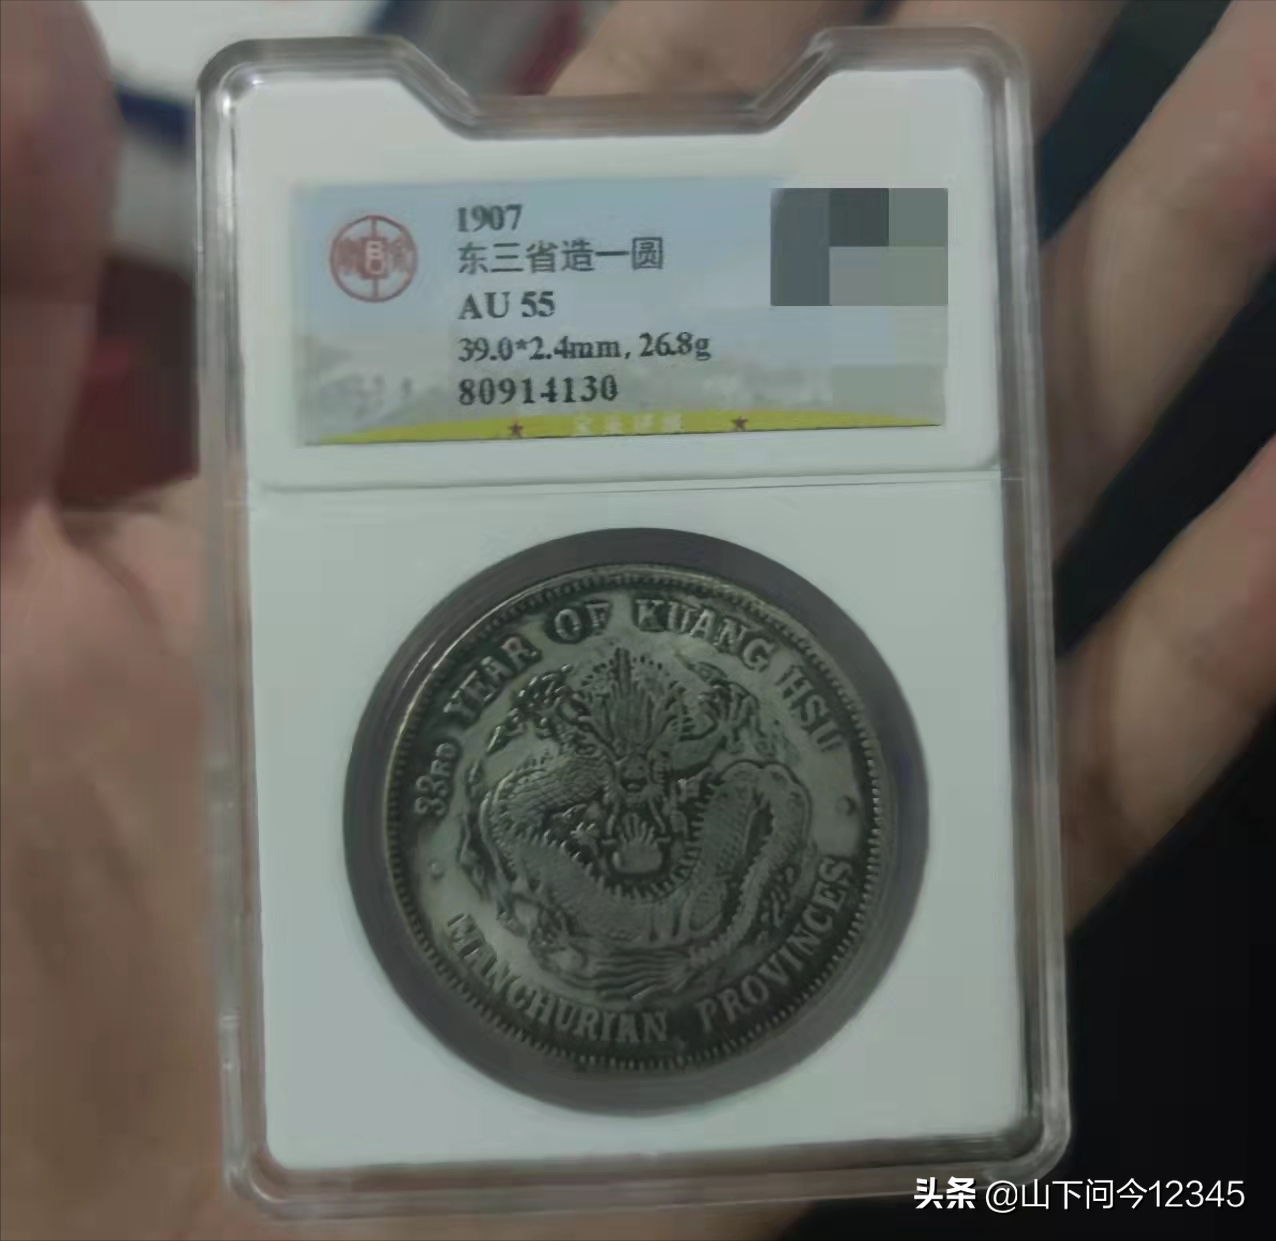 1907
东三省造一圆
AU 55
39.0*2.4mm, 26.8g
80914130
33RD YEAR OF KUANG HSU
MANCHURIAN PROVINCES
头条 @山下问今12345